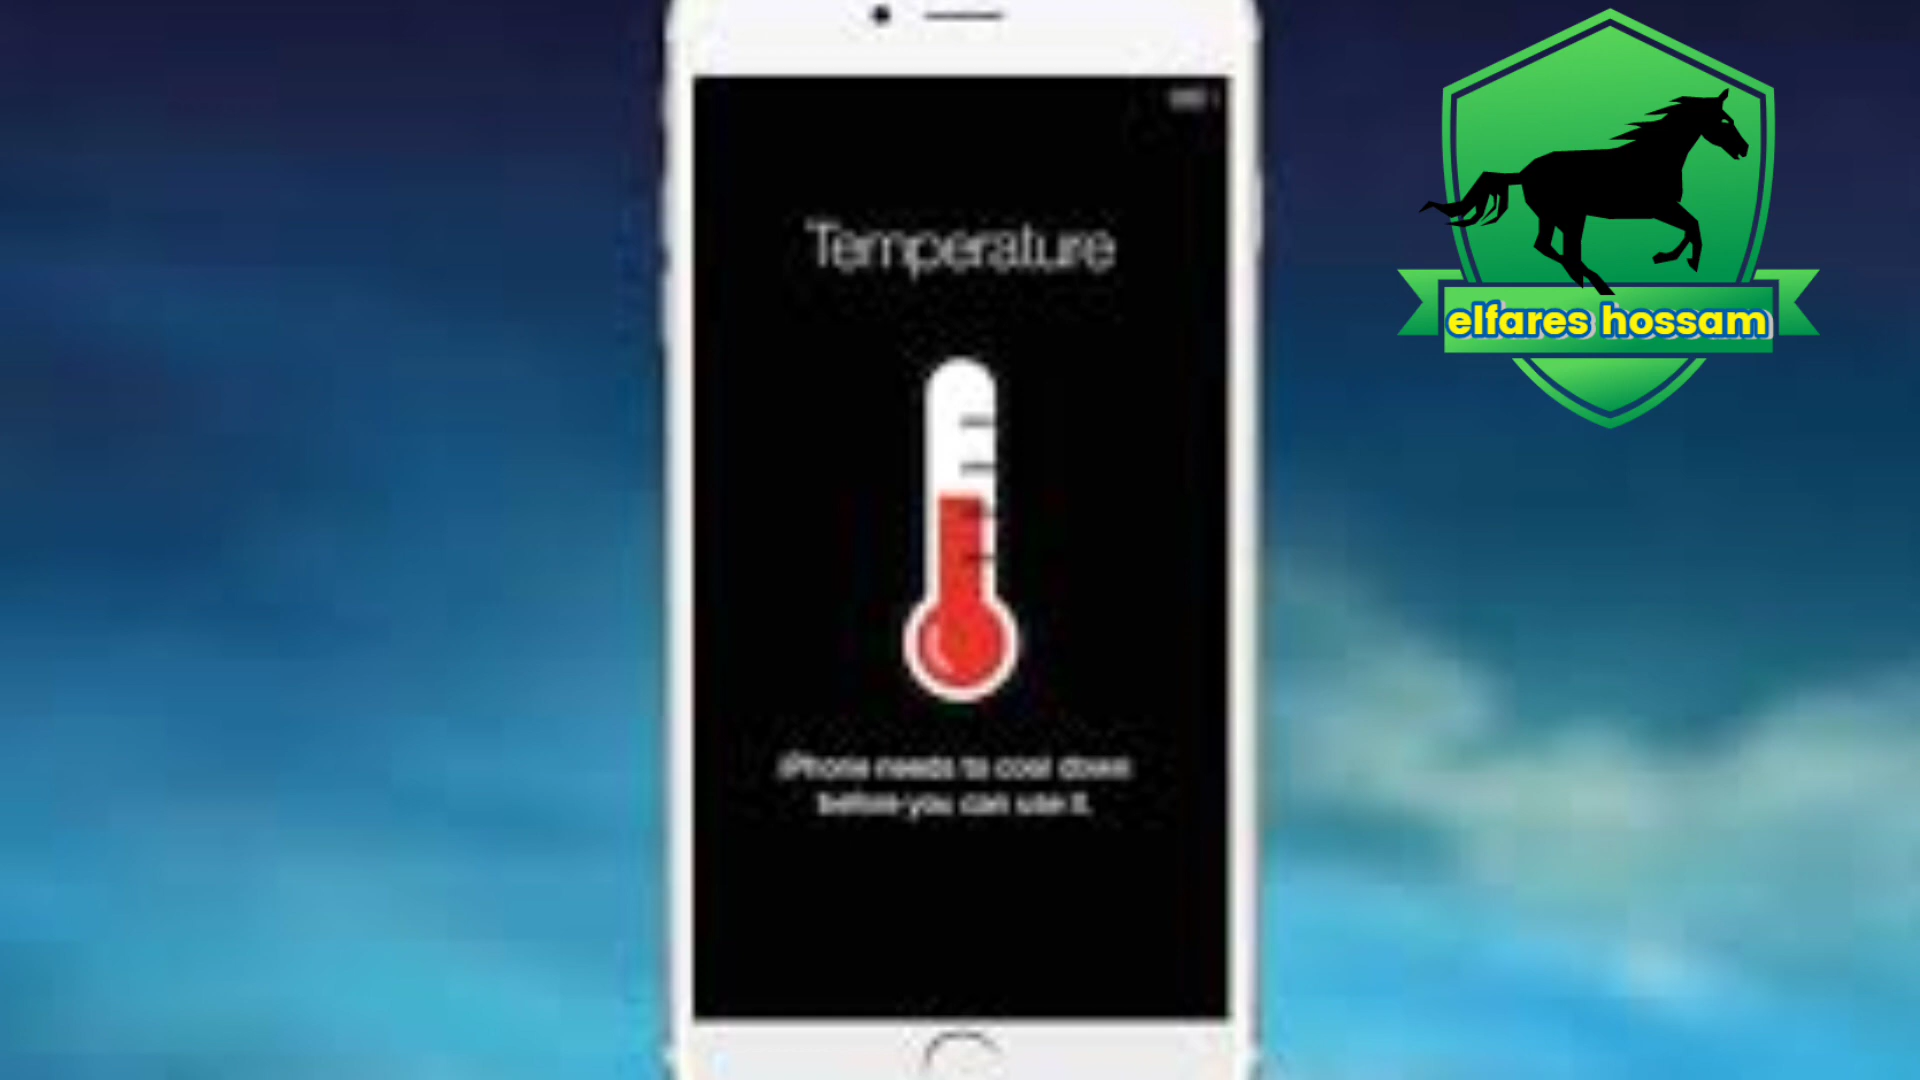 Temperature
iPhone needs to cool down
before you can use it.
elfares hossam